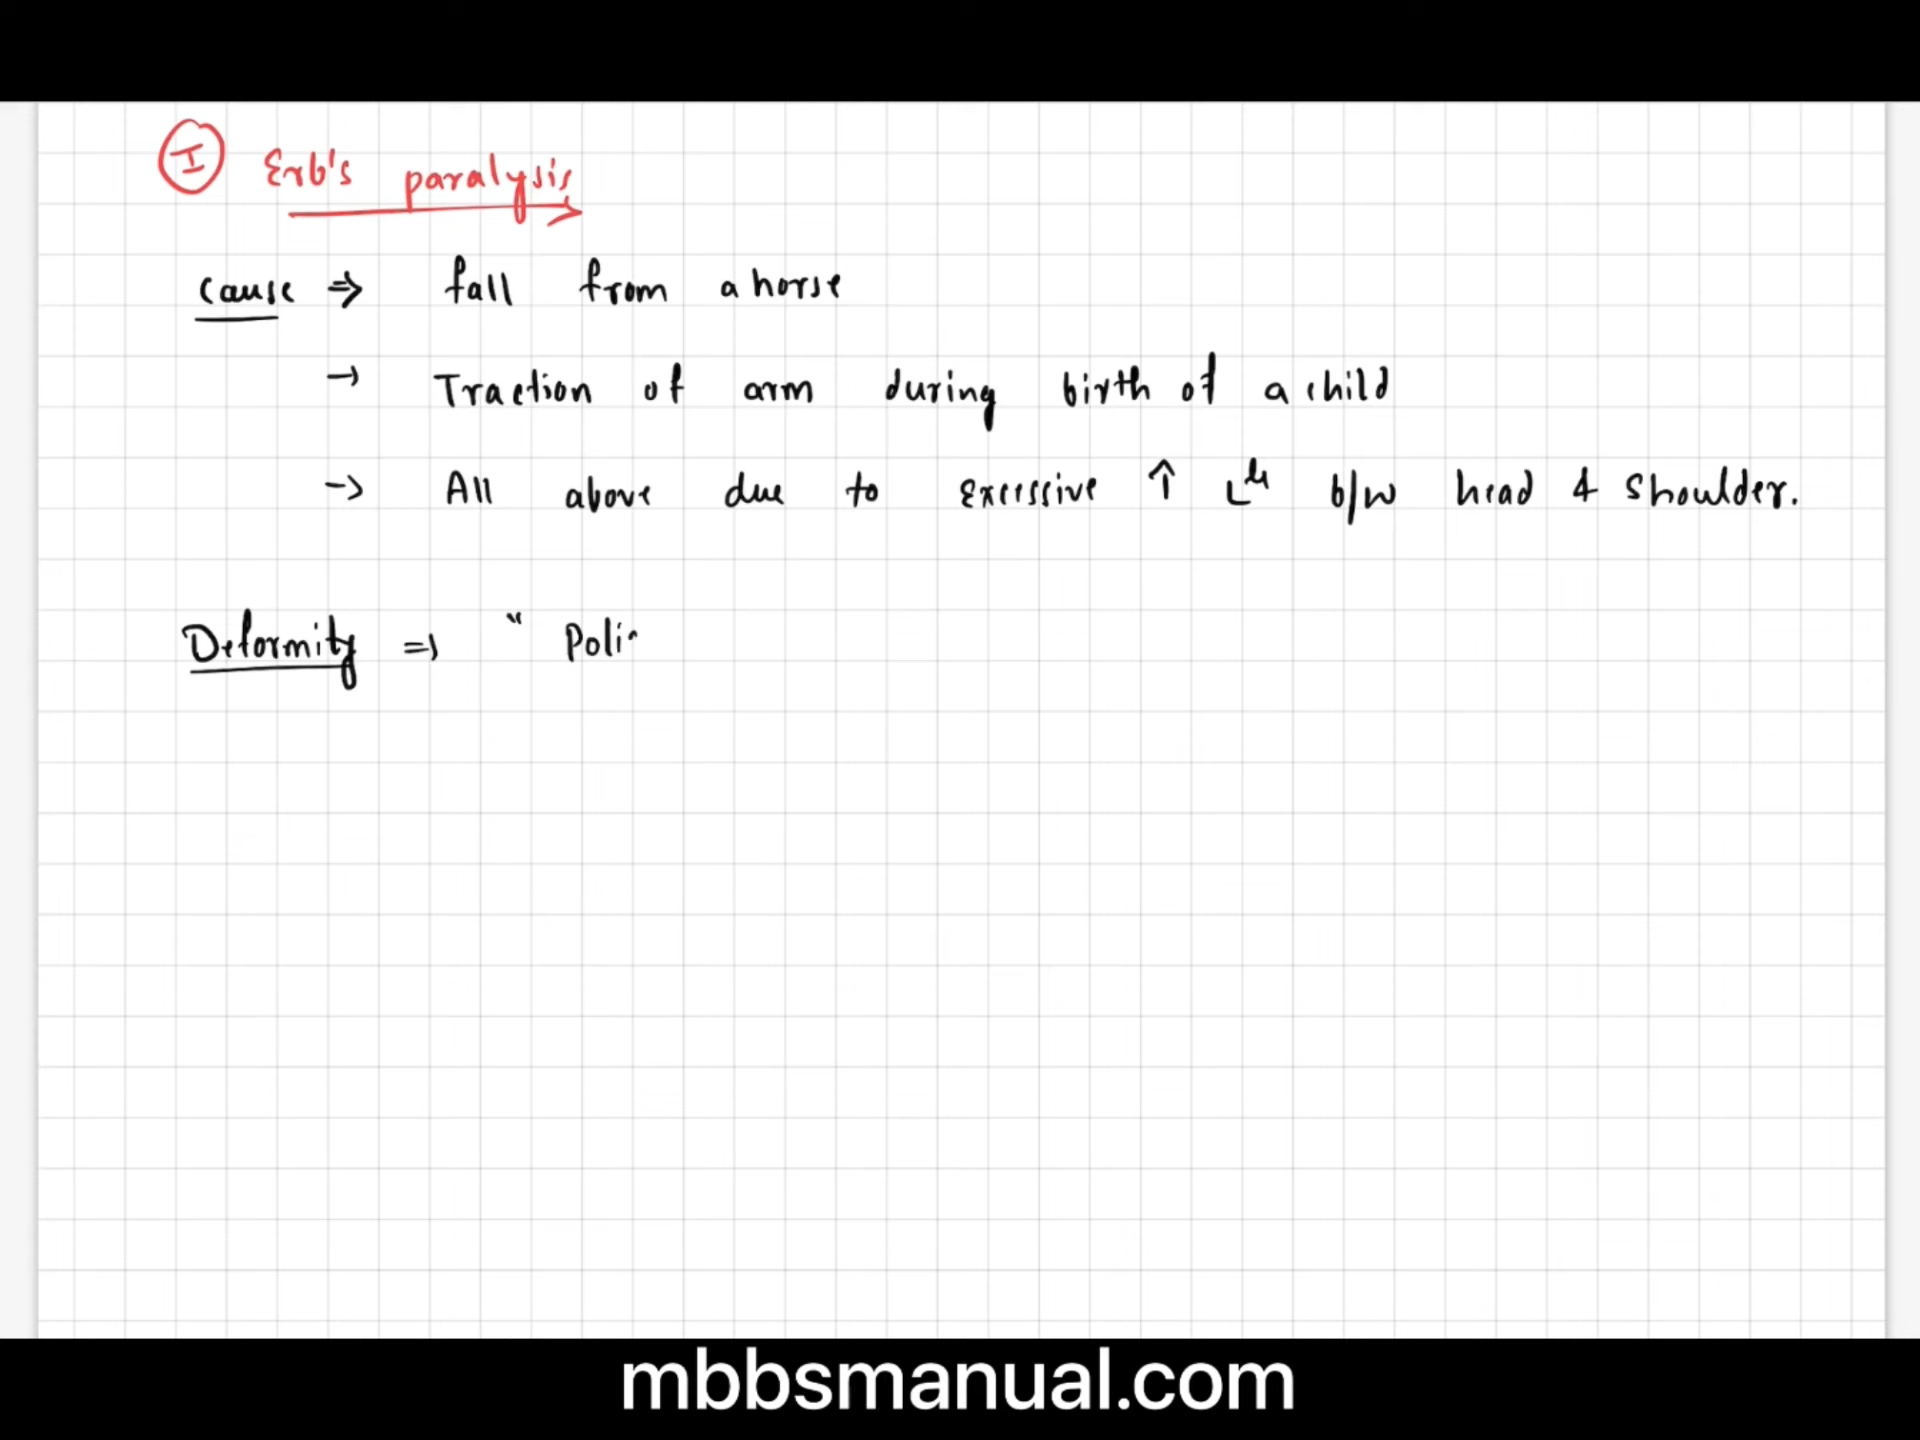 I Erb's paralysis
cause ⇒ fall from a horse
→ Traction of arm during birth of a child
→ All above due to excessive ↑ b/w head & shoulder.
Deformity ⇒ " Poli
mbbsmanual.com